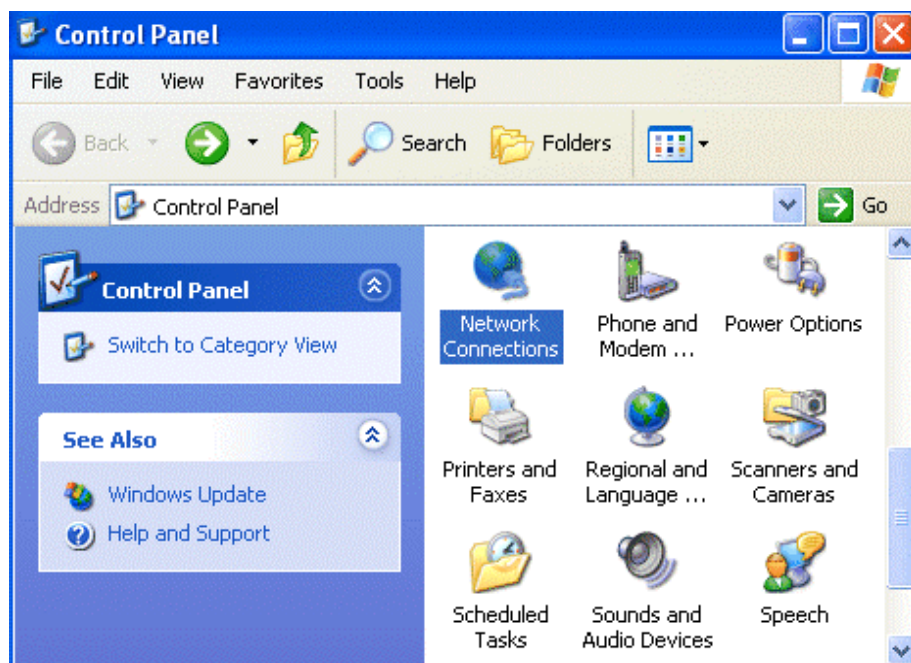 Control Panel
File Edit View Favorites Tools Help
Back Search Folders
Address Control Panel Go
Control Panel
Switch to Category View
See Also
Windows Update
Help and Support
Network
Connections
Phone and
Modem ...
Power Options
Printers and
Faxes
Regional and
Language ...
Scanners and
Cameras
Scheduled
Tasks
Sounds and
Audio Devices
Speech